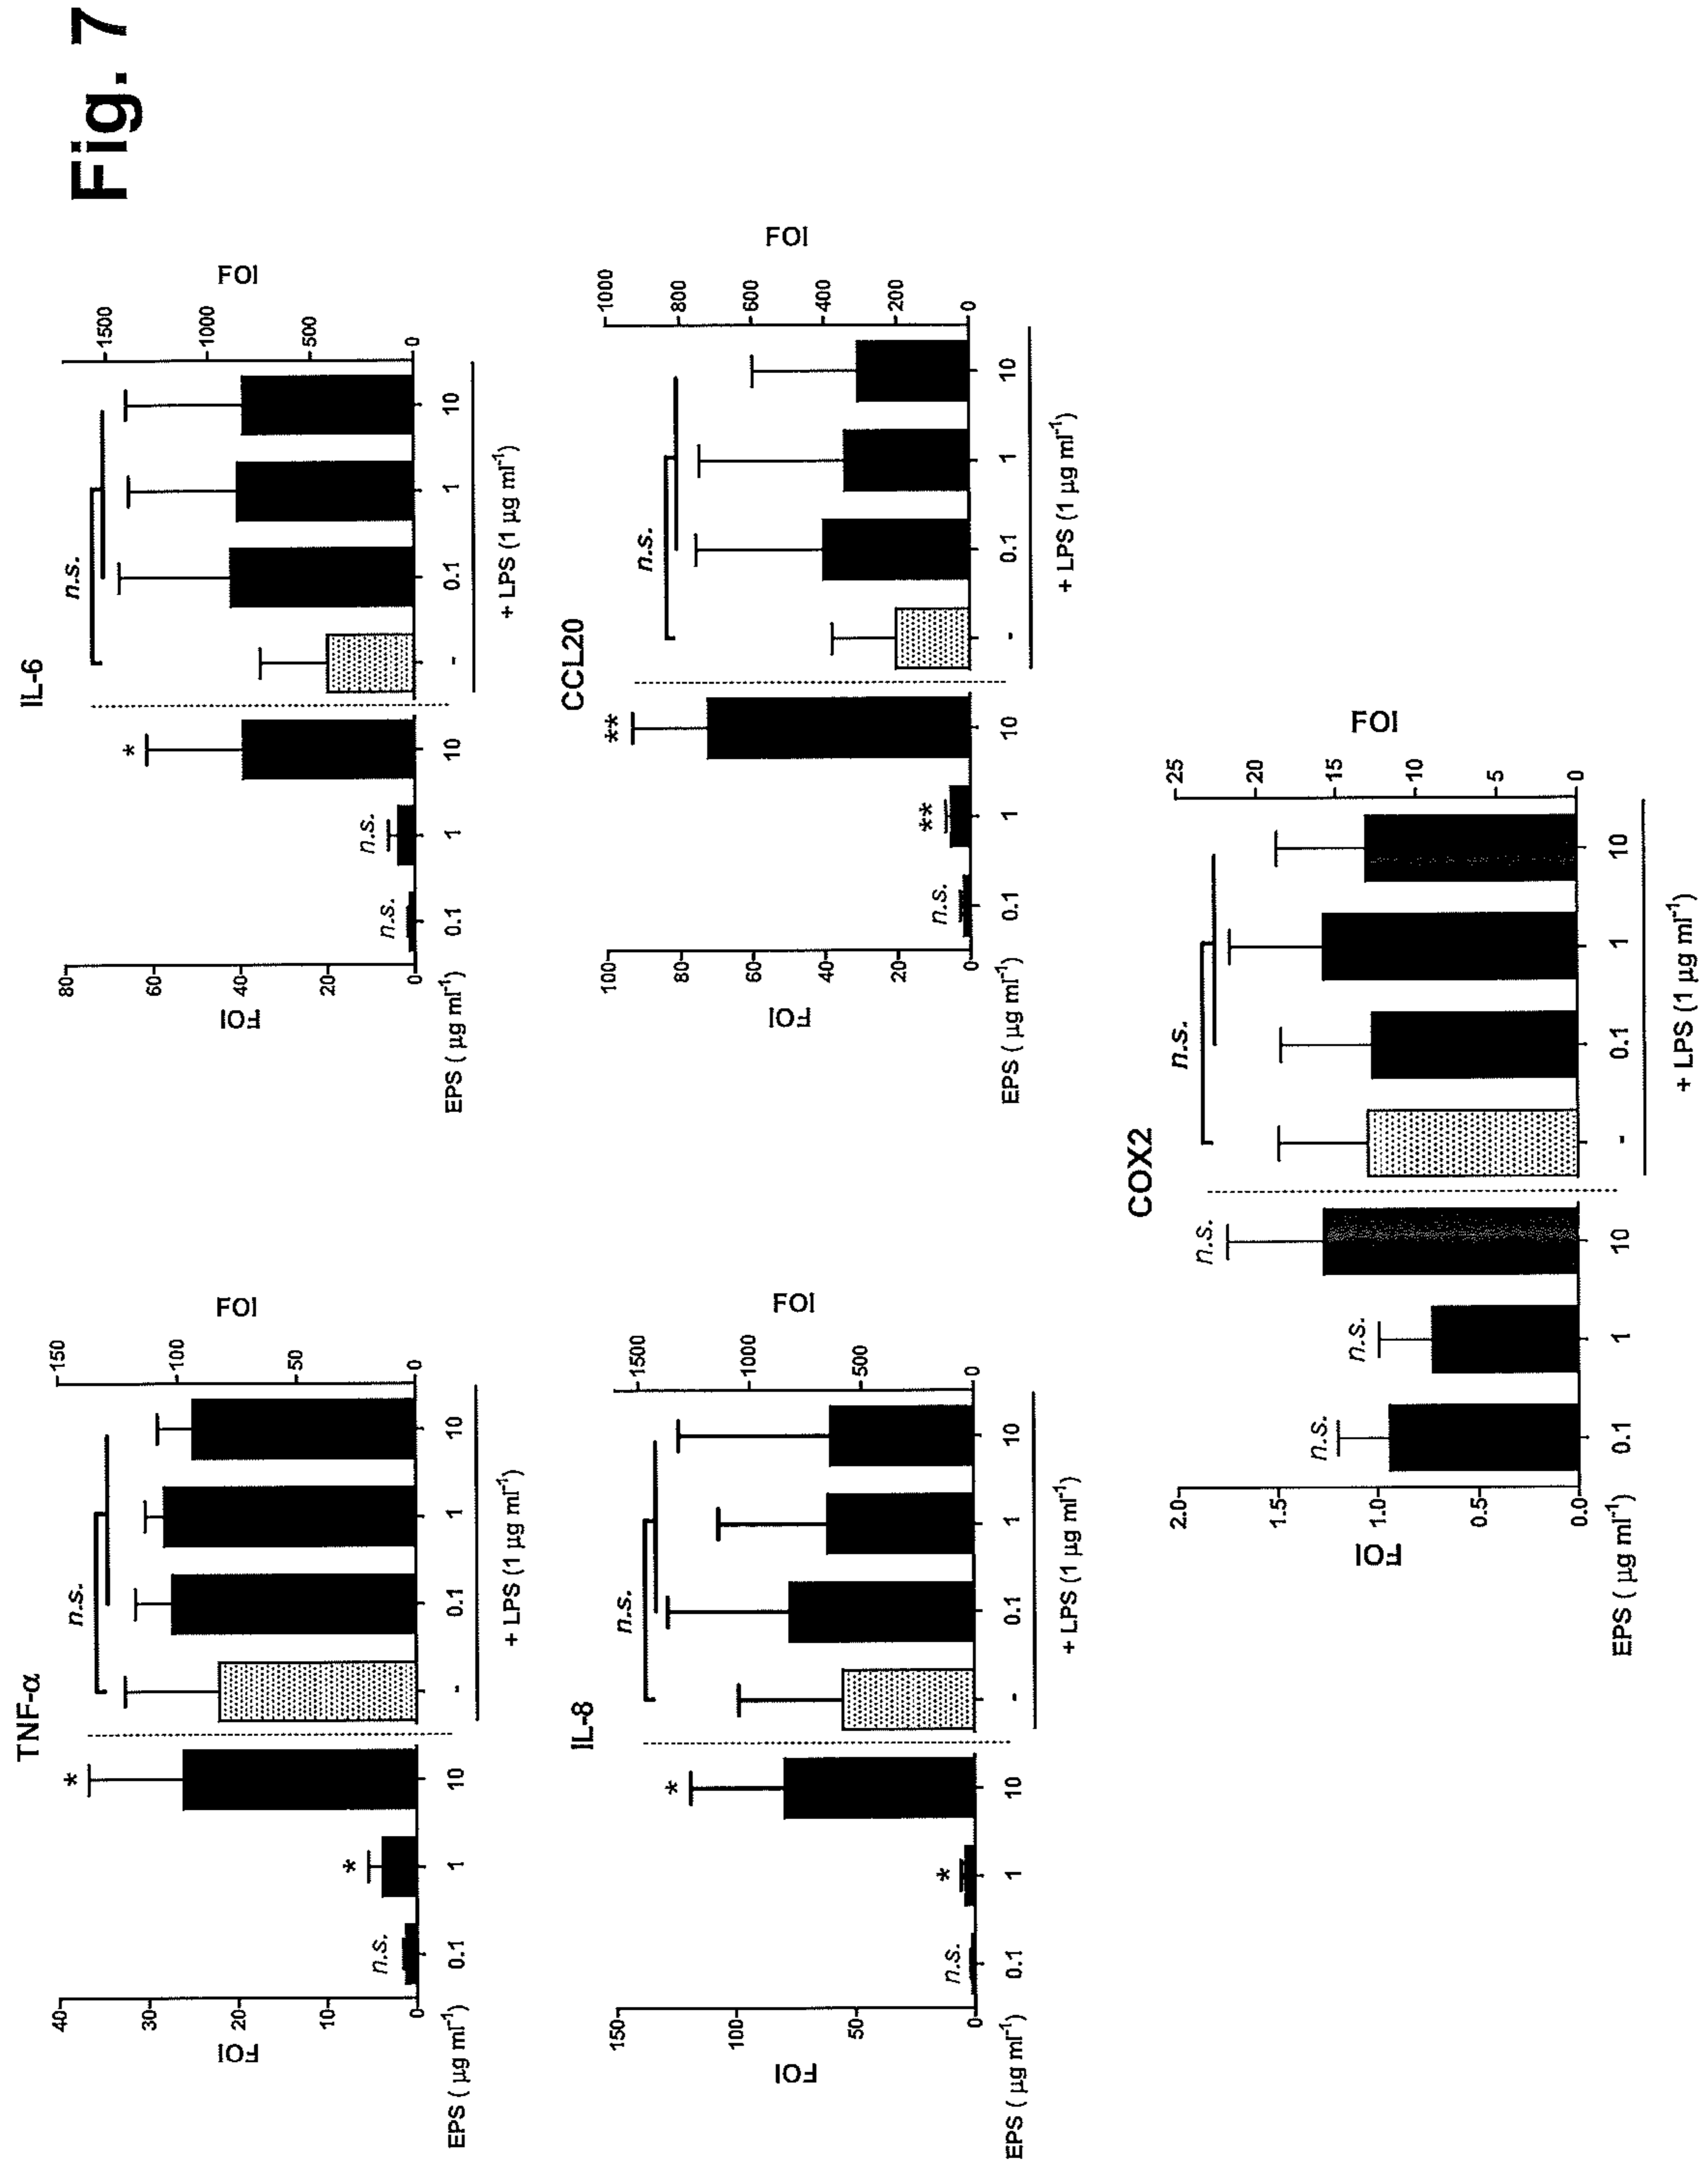 Fig. 7
TNF-α
n.s.
* 
*
n.s.
FOI
40
30
20
10
0
150
100
50
0
FOI
EPS ( µg ml⁻¹)
0.1
1
10
-
0.1
1
10
+ LPS (1 µg ml⁻¹)
IL-6
n.s.
*
n.s.
n.s.
FOI
80
60
40
20
0
1500
1000
500
0
FOI
EPS ( µg ml⁻¹)
0.1
1
10
-
0.1
1
10
+ LPS (1 µg ml⁻¹)
IL-8
n.s.
*
*
n.s.
FOI
150
100
50
0
1500
1000
500
0
FOI
EPS ( µg ml⁻¹)
0.1
1
10
-
0.1
1
10
+ LPS (1 µg ml⁻¹)
CCL20
n.s.
**
**
n.s.
FOI
100
80
60
40
20
0
1000
800
600
400
200
0
FOI
EPS ( µg ml⁻¹)
0.1
1
10
-
0.1
1
10
+ LPS (1 µg ml⁻¹)
COX2
n.s.
n.s.
n.s.
n.s.
FOI
2.0
1.5
1.0
0.5
0.0
25
20
15
10
5
0
FOI
EPS ( µg ml⁻¹)
0.1
1
10
-
0.1
1
10
+ LPS (1 µg ml⁻¹)